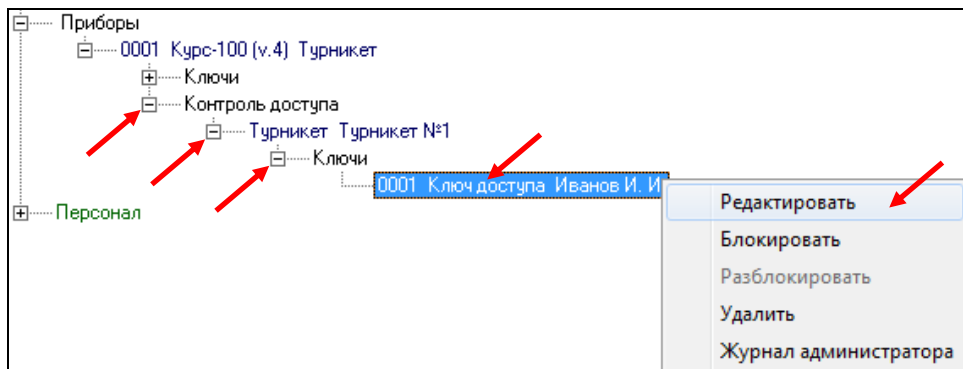 Приборы
0001 Курс-100 (v.4) Турникет
Ключи
Контроль доступа
Турникет Турникет №1
Ключи
0001 Ключ доступа Иванов И. И
Персонал
Редактировать
Блокировать
Разблокировать
Удалить
Журнал администратора